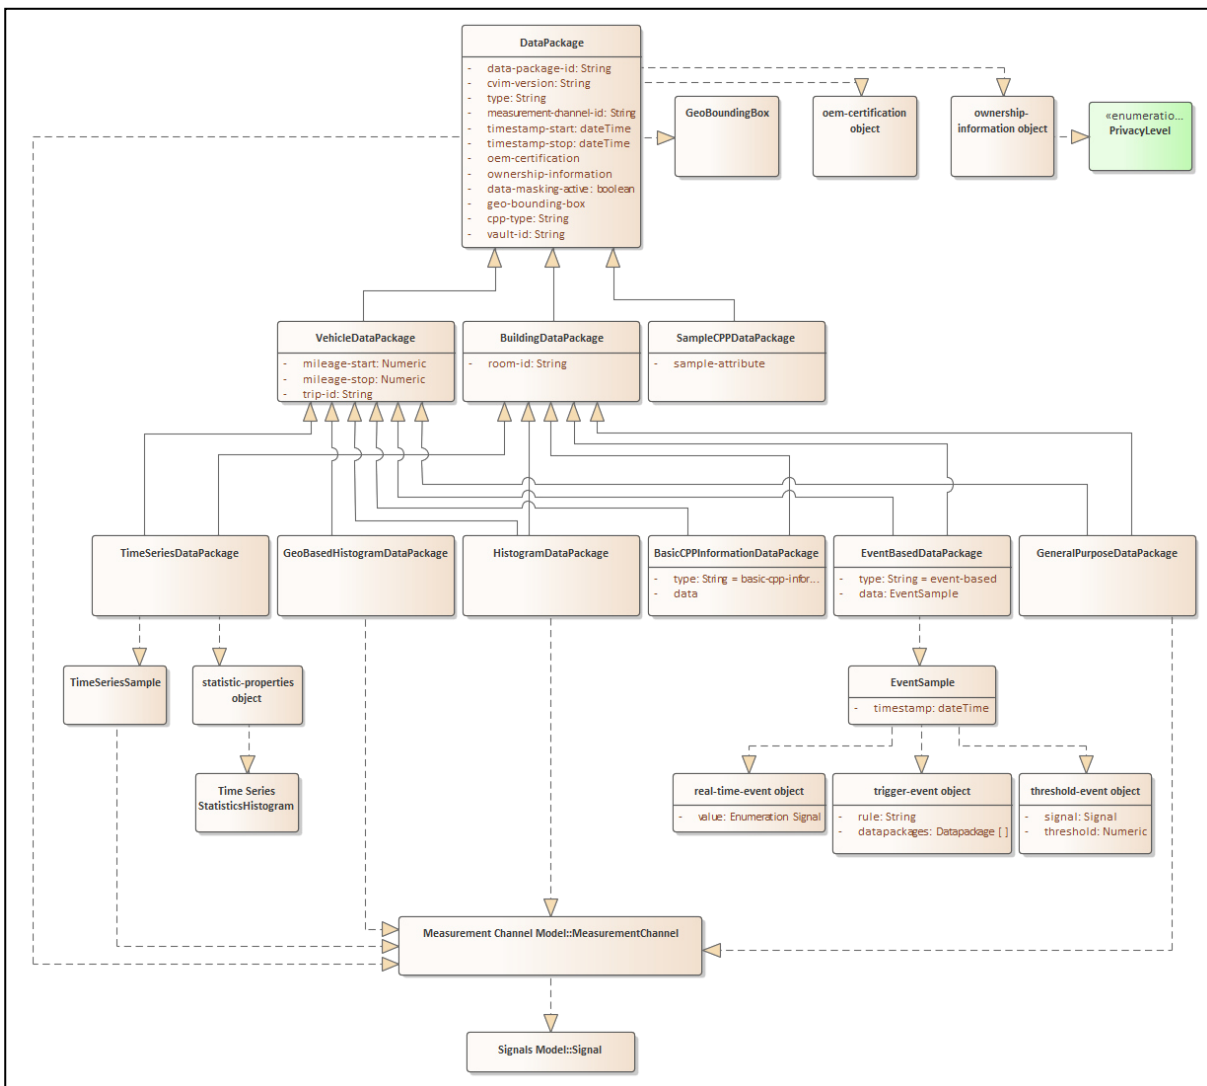 DataPackage
- data-package-id: String
- cvim-version: String
- type: String
- measurement-channel-id: String
- timestamp-start: dateTime
- timestamp-stop: dateTime
- oem-certification
- ownership-information
- data-masking-active: boolean
- geo-bounding-box
- cpp-type: String
- vault-id: String
GeoBoundingBox
oem-certification
object
ownership-
information object
«enumeratio...
PrivacyLevel
VehicleDataPackage
- mileage-start: Numeric
- mileage-stop: Numeric
- trip-id: String
BuildingDataPackage
- room-id: String
SampleCPPDataPackage
- sample-attribute
TimeSeriesDataPackage
GeoBasedHistogramDataPackage
HistogramDataPackage
BasicCPPInformationDataPackage
- type: String = basic-cpp-infor...
- data
EventBasedDataPackage
- type: String = event-based
- data: EventSample
GeneralPurposeDataPackage
TimeSeriesSample
statistic-properties
object
EventSample
- timestamp: dateTime
Time Series
StatisticsHistogram
real-time-event object
- value: Enumeration Signal
trigger-event object
- rule: String
- datapackages: Datapackage [ ]
threshold-event object
- signal: Signal
- threshold: Numeric
Measurement Channel Model::MeasurementChannel
Signals Model::Signal